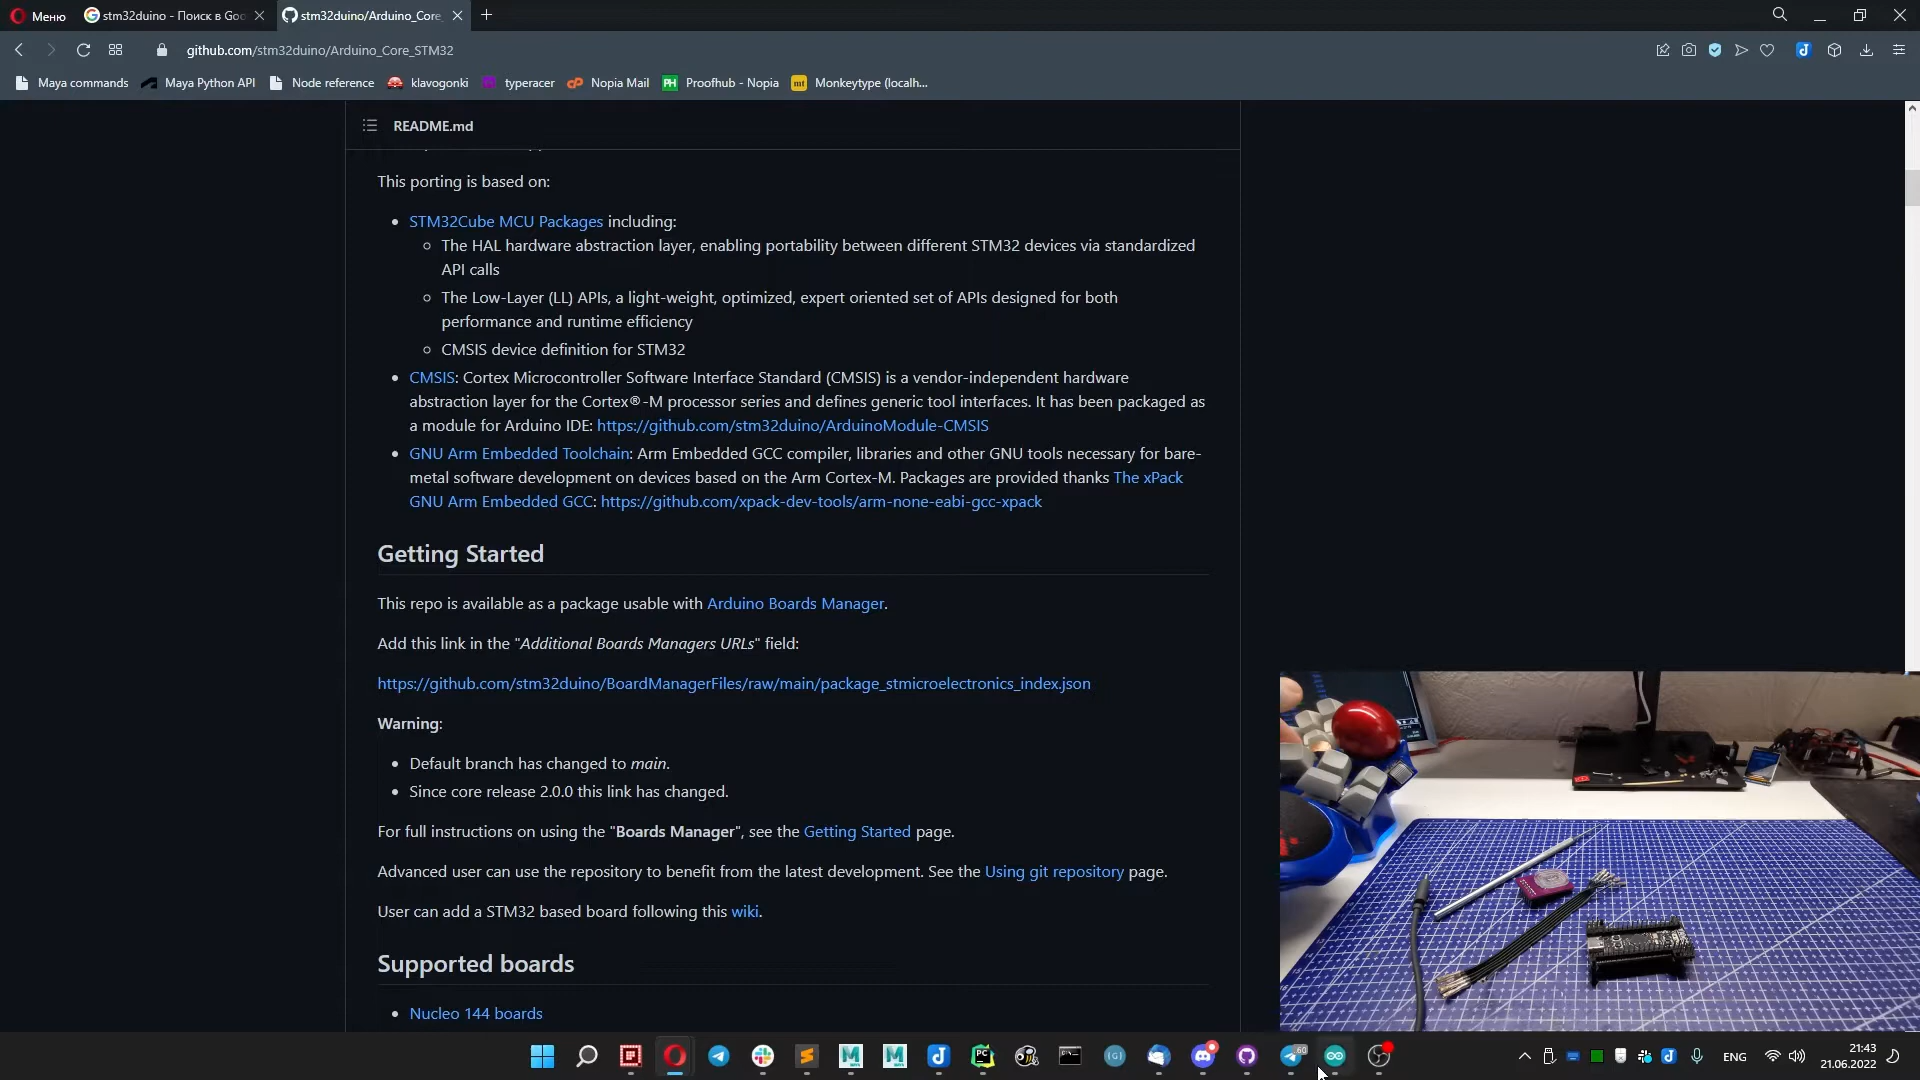 Меню
stm32duino - Поиск в Goo
stm32duino/Arduino_Core_
github.com/stm32duino/Arduino_Core_STM32
Maya commands
Maya Python API
Node reference
klavogonki
typeracer
Nopia Mail
PH
Proofhub - Nopia
mt
Monkeytype (localh...
README.md
This porting is based on:
• STM32Cube MCU Packages including:
The HAL hardware abstraction layer, enabling portability between different STM32 devices via standardized
API calls
The Low-Layer (LL) APIs, a light-weight, optimized, expert oriented set of APIs designed for both
performance and runtime efficiency
CMSIS device definition for STM32
• CMSIS: Cortex Microcontroller Software Interface Standard (CMSIS) is a vendor-independent hardware
abstraction layer for the Cortex®-M processor series and defines generic tool interfaces. It has been packaged as
a module for Arduino IDE: https://github.com/stm32duino/ArduinoModule-CMSIS
• GNU Arm Embedded Toolchain: Arm Embedded GCC compiler, libraries and other GNU tools necessary for bare-
metal software development on devices based on the Arm Cortex-M. Packages are provided thanks The xPack
GNU Arm Embedded GCC: https://github.com/xpack-dev-tools/arm-none-eabi-gcc-xpack
Getting Started
This repo is available as a package usable with Arduino Boards Manager.
Add this link in the "Additional Boards Managers URLs" field:
https://github.com/stm32duino/BoardManagerFiles/raw/main/package_stmicroelectronics_index.json
Warning:
• Default branch has changed to main.
• Since core release 2.0.0 this link has changed.
For full instructions on using the "Boards Manager", see the Getting Started page.
Advanced user can use the repository to benefit from the latest development. See the Using git repository page.
User can add a STM32 based board following this wiki.
Supported boards
• Nucleo 144 boards
60
ENG
21:43
21.06.2022